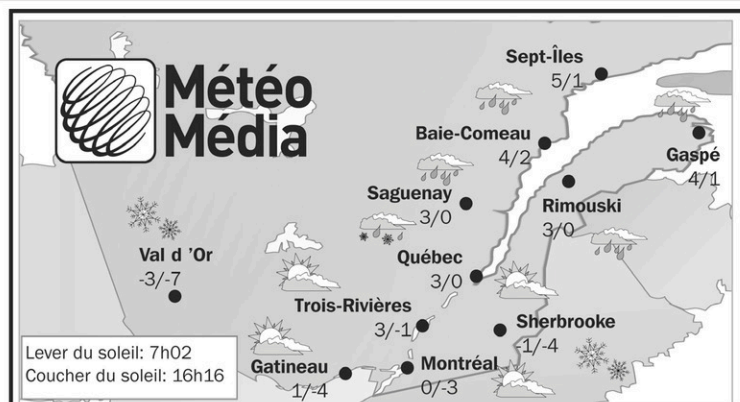 Météo
Média
Sept-Îles
5/1
Baie-Comeau
4/2
Gaspé
4/1
Saguenay
3/0
Rimouski
3/0
Val d 'Or
-3/-7
Québec
3/0
Trois-Rivières
3/-1
Sherbrooke
-1/-4
Lever du soleil: 7h02
Coucher du soleil: 16h16
Gatineau
1/-4
Montréal
0/-3